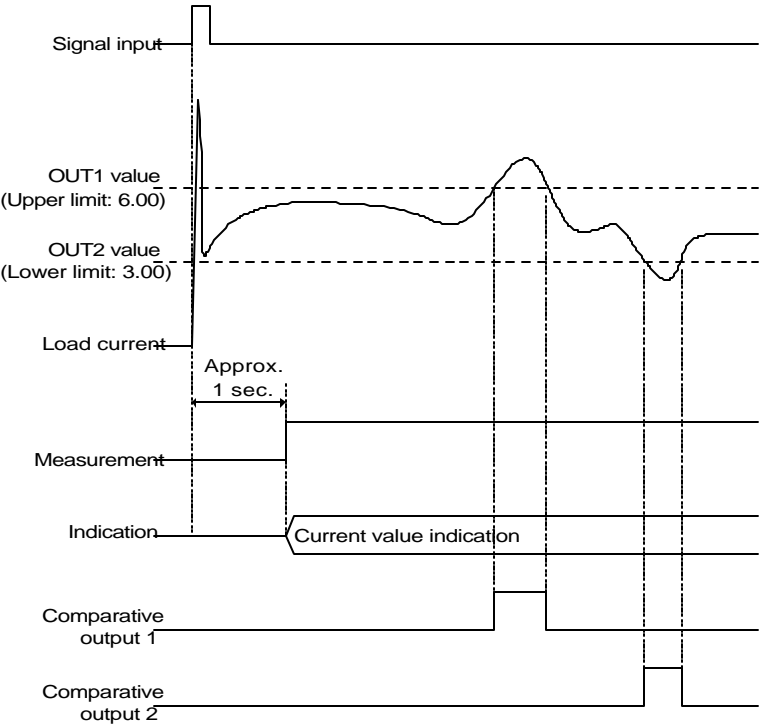 Signal input
OUT1 value
(Upper limit: 6.00)
OUT2 value
(Lower limit: 3.00)
Load current
Approx.
1 sec.
Measurement
Indication
Current value indication
Comparative
output 1
Comparative
output 2